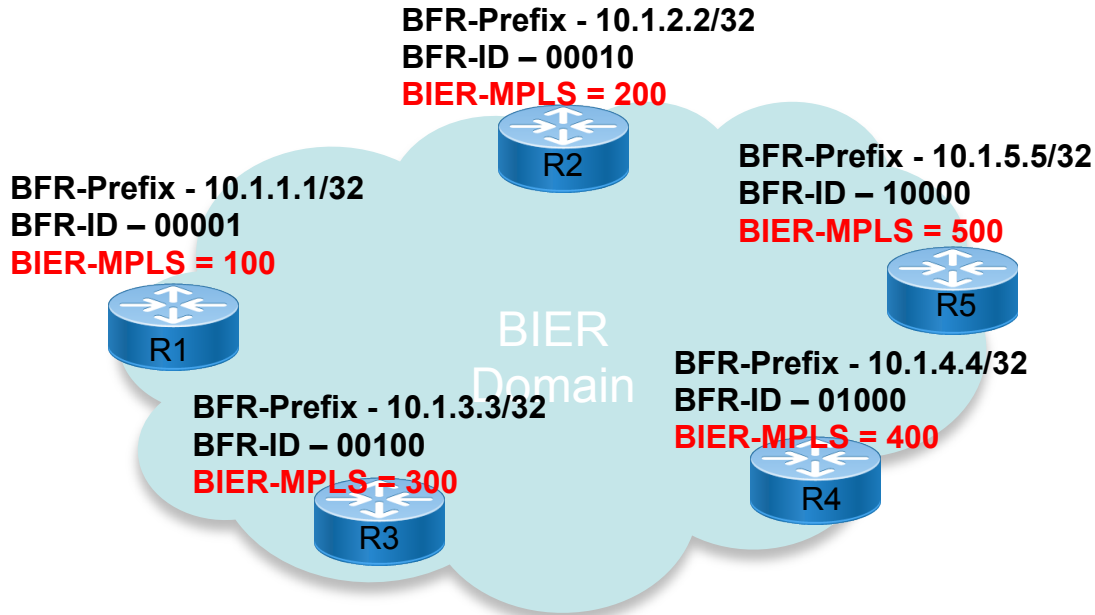 BFR-Prefix - 10.1.2.2/32
BFR-ID – 00010
BIER-MPLS = 200
R2
BFR-Prefix - 10.1.5.5/32
BFR-ID – 10000
BIER-MPLS = 500
R5
BFR-Prefix - 10.1.1.1/32
BFR-ID – 00001
BIER-MPLS = 100
R1
BIER
Domain
BFR-Prefix - 10.1.4.4/32
BFR-ID – 01000
BIER-MPLS = 400
R4
BFR-Prefix - 10.1.3.3/32
BFR-ID – 00100
BIER-MPLS = 300
R3